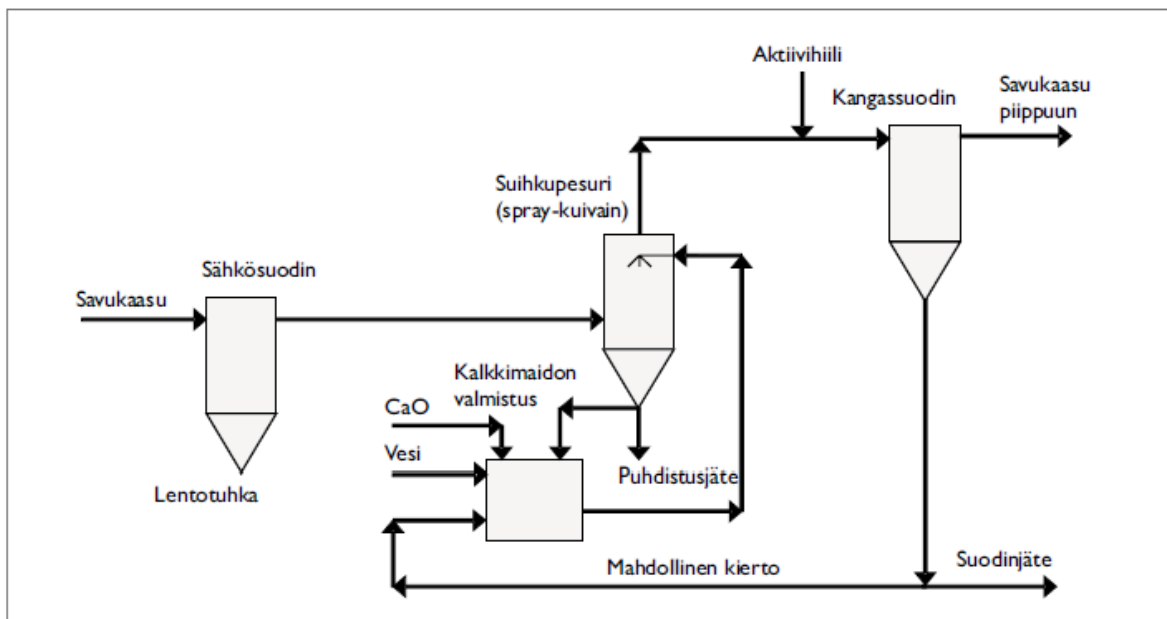 Aktiivihiili
Kangassuodin
Savukaasu
piippuun
Suihkupesuri
(spray-kuivain)
Sähkösuodin
Savukaasu
Kalkkimaidon
valmistus
CaO
Vesi
Puhdistusjäte
Lentotuhka
Mahdollinen kierto
Suodinjäte